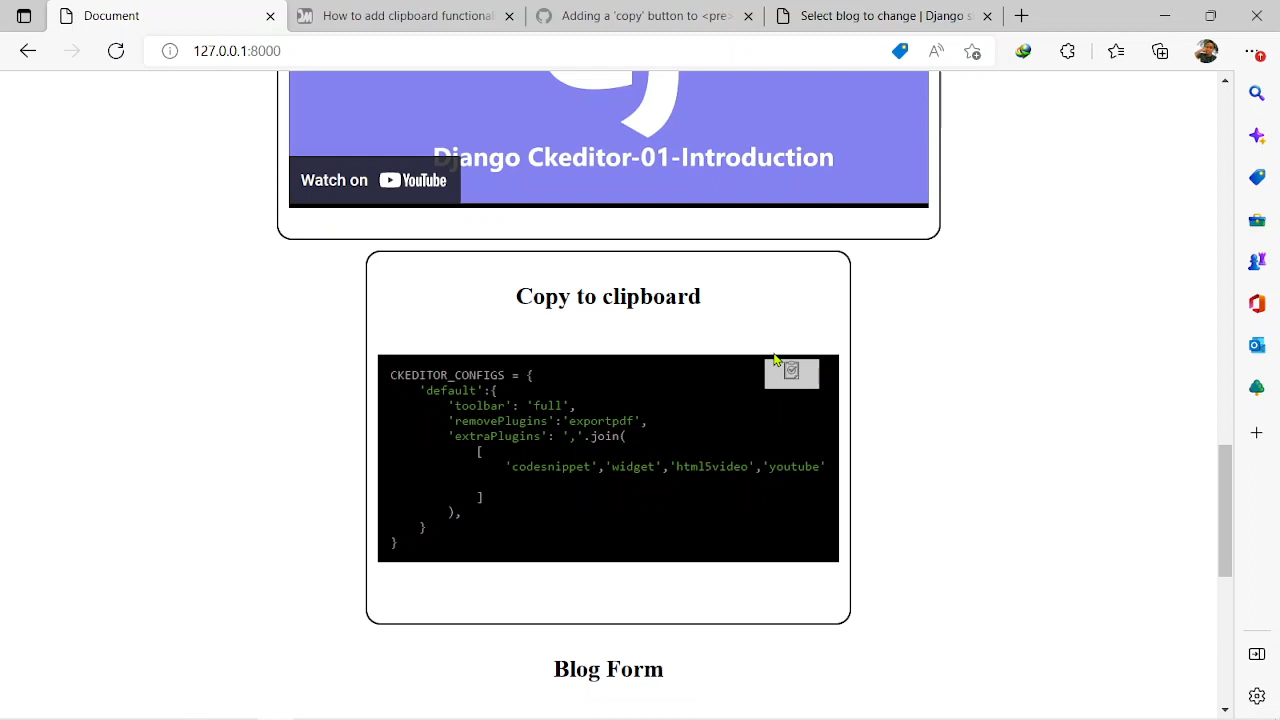 Document
How to add clipboard functional
Adding a 'copy' button to <pre>
Select blog to change | Django s
127.0.0.1:8000
Django Ckeditor-01-Introduction
Watch on YouTube
Copy to clipboard
CKEDITOR_CONFIGS = {
    'default':{
        'toolbar': 'full',
        'removePlugins':'exportpdf',
        'extraPlugins': ','.join(
            [
                'codesnippet','widget','html5video','youtube'
            ]
        ),
    }
}
Blog Form